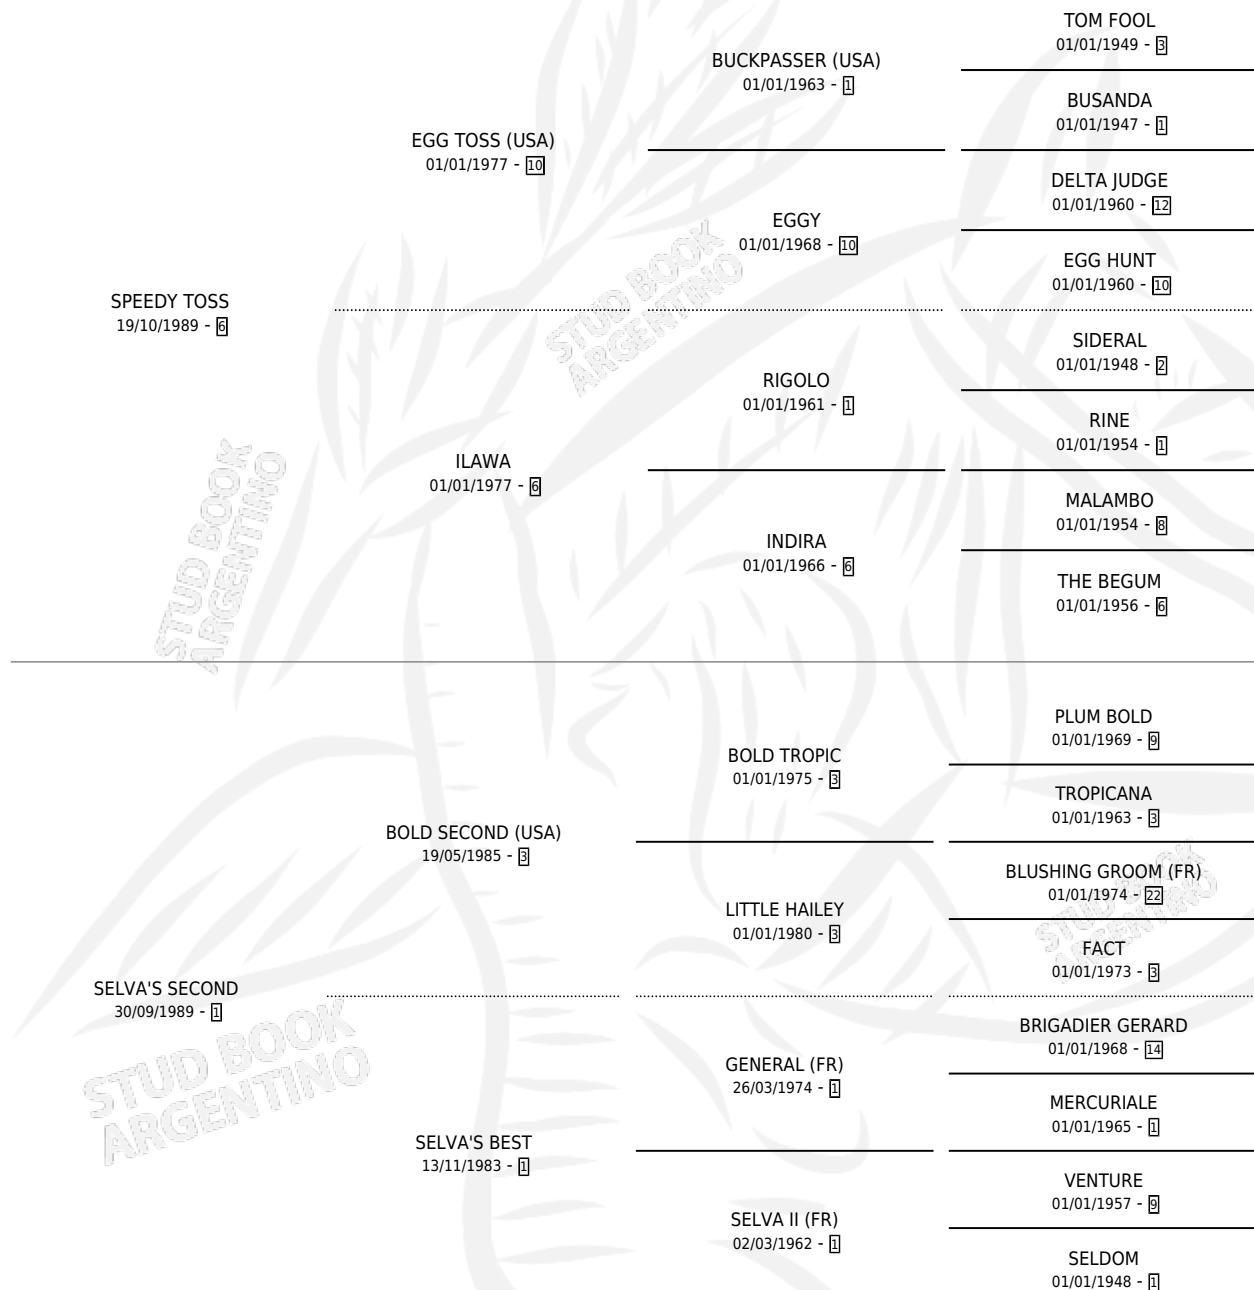 TOM FOOL
01/01/1949 - 3
BUCKPASSER (USA)
01/01/1963 - 1
BUSANDA
01/01/1947 - 1
EGG TOSS (USA)
01/01/1977 - 10
DELTA JUDGE
01/01/1960 - 12
EGGY
01/01/1968 - 10
EGG HUNT
01/01/1960 - 10
SPEEDY TOSS
19/10/1989 - 6
SIDERAL
01/01/1948 - 2
RIGOLO
01/01/1961 - 1
RINE
01/01/1954 - 1
ILAWA
01/01/1977 - 6
MALAMBO
01/01/1954 - 8
INDIRA
01/01/1966 - 6
THE BEGUM
01/01/1956 - 6
PLUM BOLD
01/01/1969 - 9
BOLD TROPIC
01/01/1975 - 3
TROPICANA
01/01/1963 - 3
BOLD SECOND (USA)
19/05/1985 - 3
BLUSHING GROOM (FR)
01/01/1974 - 22
LITTLE HAILEY
01/01/1980 - 3
FACT
01/01/1973 - 3
SELVA'S SECOND
30/09/1989 - 1
BRIGADIER GERARD
01/01/1968 - 14
GENERAL (FR)
26/03/1974 - 1
MERCURIALE
01/01/1965 - 1
SELVA'S BEST
13/11/1983 - 1
VENTURE
01/01/1957 - 9
SELVA II (FR)
02/03/1962 - 1
SELDOM
01/01/1948 - 1
STUD BOOK
ARGENTINO
STUD BOOK
ARGENTINO
STUD BOOK
ARGENTINO
STUD BOOK
ARGENTINO